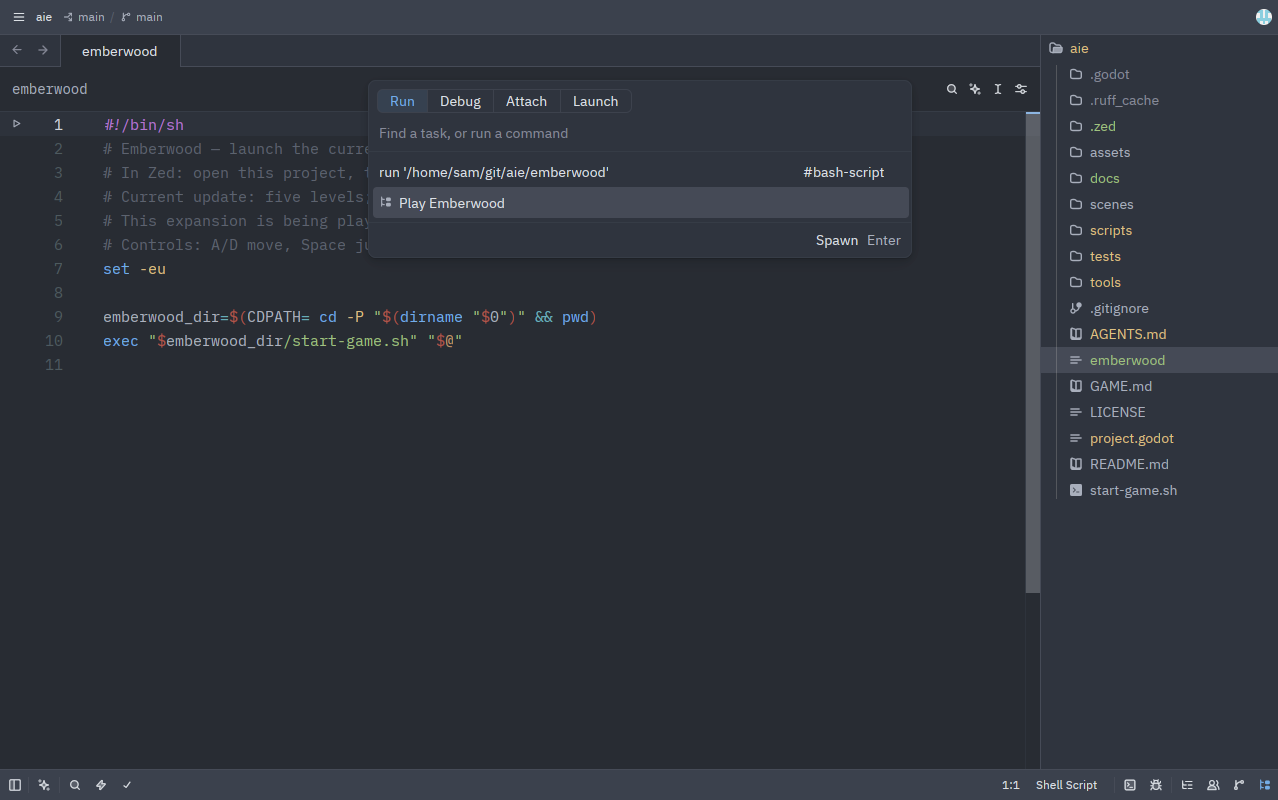 aie main / main
emberwood
emberwood
Run Debug Attach Launch
Find a task, or run a command
run '/home/sam/git/aie/emberwood' #bash-script
Play Emberwood
Spawn Enter
1 #!/bin/sh
2 # Emberwood — launch the curre
3 # In Zed: open this project,
4 # Current update: five levels
5 # This expansion is being play
6 # Controls: A/D move, Space ju
7 set -eu
8
9 emberwood_dir=$(CDPATH= cd -P "$(dirname "$0")" && pwd)
10 exec "$emberwood_dir/start-game.sh" "$@"
11
aie
.godot
.ruff_cache
.zed
assets
docs
scenes
scripts
tests
tools
.gitignore
AGENTS.md
emberwood
GAME.md
LICENSE
project.godot
README.md
start-game.sh
1:1 Shell Script